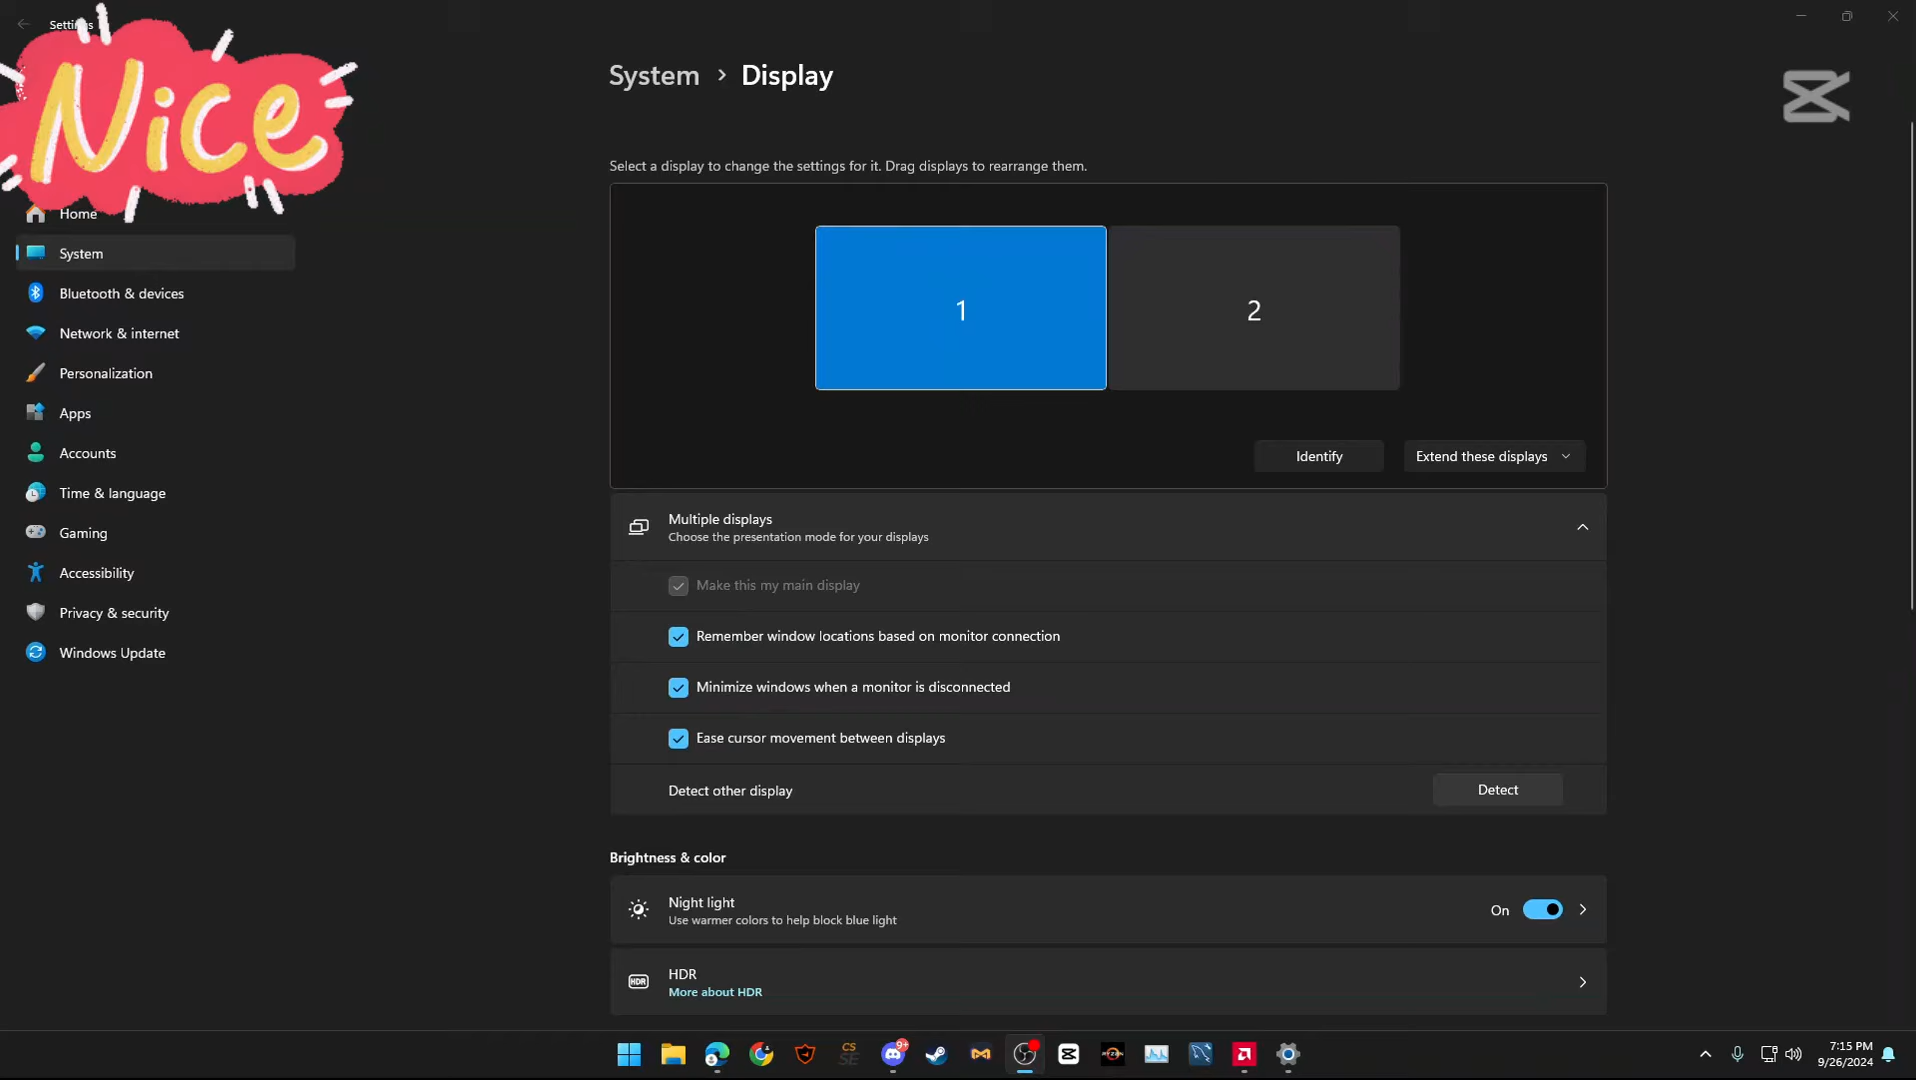 Settings
Nice
System > Display
Select a display to change the settings for it. Drag displays to rearrange them.
1
2
Identify
Extend these displays
Home
System
Bluetooth & devices
Network & internet
Personalization
Apps
Accounts
Time & language
Gaming
Accessibility
Privacy & security
Windows Update
Multiple displays
Choose the presentation mode for your displays
Make this my main display
Remember window locations based on monitor connection
Minimize windows when a monitor is disconnected
Ease cursor movement between displays
Detect other display
Detect
Brightness & color
Night light
Use warmer colors to help block blue light
On
HDR
HDR
More about HDR
CS
SE
9+
RYZEN
7:15 PM
9/26/2024